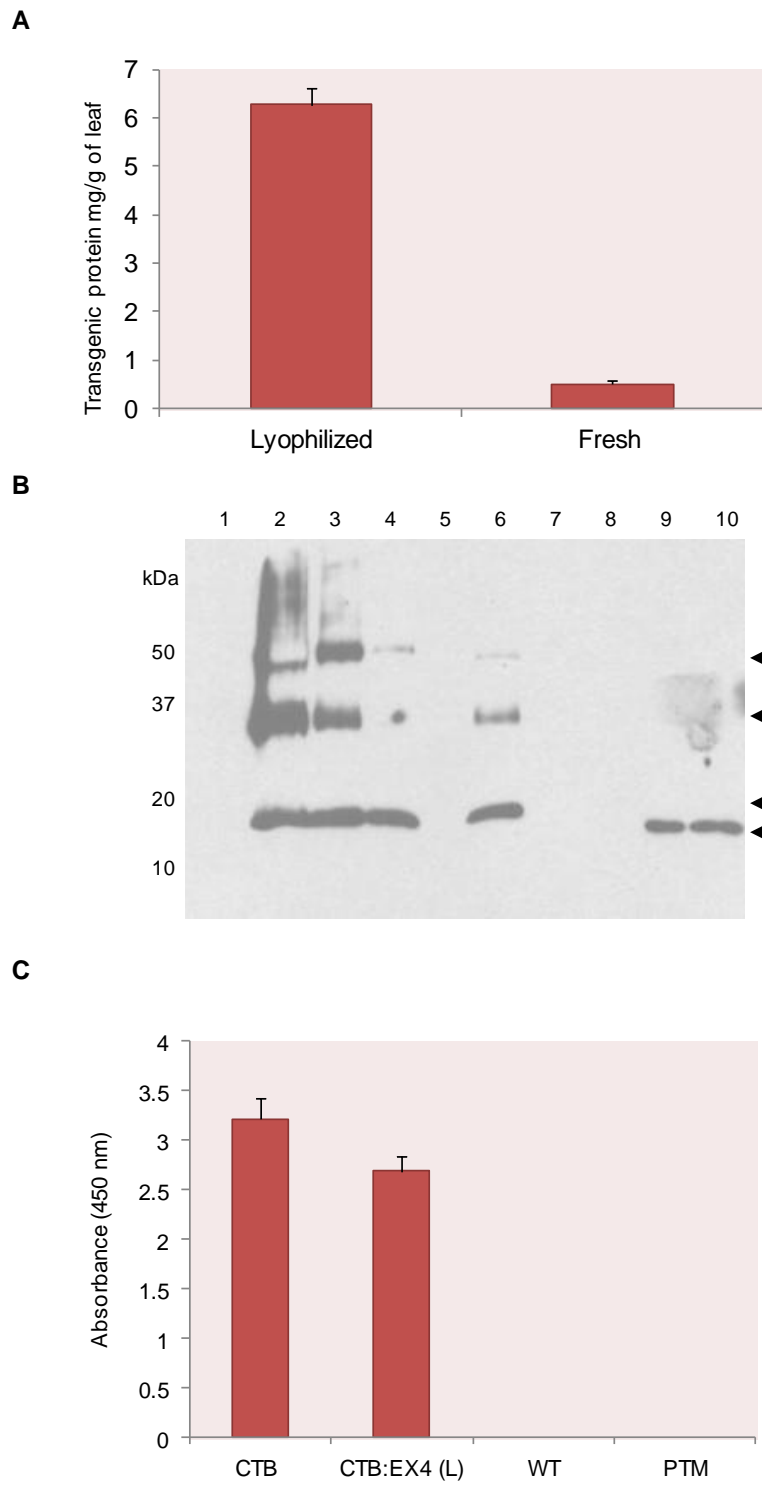 A
Transgenic protein mg/g of leaf
7
6
5
4
3
2
1
0
Lyophilized Fresh
B
1 2 3 4 5 6 7 8 9 10
kDa
50
37
20
10
C
Absorbance (450 nm)
4
3.5
3
2.5
2
1.5
1
0.5
0
CTB CTB:EX4 (L) WT PTM